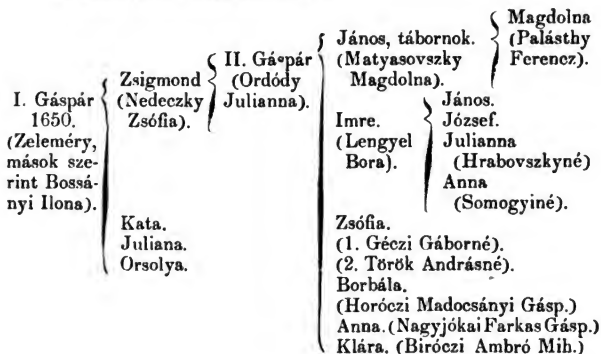 I. Gáspár
1650.
(Zeleméry,
mások sze-
rint Bossá-
nyi Ilona).
Zsigmond
(Nedeczky
Zsófia).
Kata.
Juliana.
Orsolya.
II. Gáspár
(Ordódy
Julianna).
János, tábornok.
(Matyasovszky
Magdolna).
Imre.
(Lengyel
Bora).
Zsófia.
(1. Géczi Gáborné).
(2. Török Andrásné).
Borbála.
(Horóczi Madocsányi Gásp.)
Anna. (Nagyjókai Farkas Gásp.)
Klára. (Biróczi Ambró Mih.)
Magdolna
(Palásthy
Ferencz).
János.
József.
Julianna
(Hrabovszkyné)
Anna
(Somogyiné).